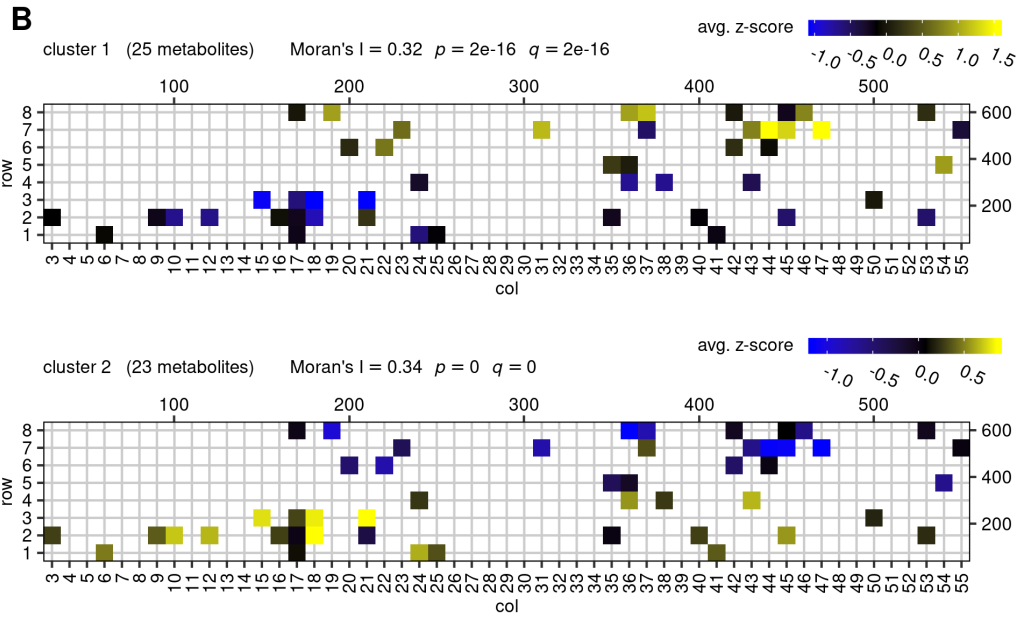 B
avg. z-score
-1.0 -0.5 0.0 0.5 1.0 1.5
cluster 1 (25 metabolites) Moran's I = 0.32 p = 2e-16 q = 2e-16
100 200 300 400 500
8 600
7
6
5 400
4
3
2 200
1
row
3 4 5 6 7 8 9 10 11 12 13 14 15 16 17 18 19 20 21 22 23 24 25 26 27 28 29 30 31 32 33 34 35 36 37 38 39 40 41 42 43 44 45 46 47 48 49 50 51 52 53 54 55
col
avg. z-score
-1.0 -0.5 0.0 0.5
cluster 2 (23 metabolites) Moran's I = 0.34 p = 0 q = 0
100 200 300 400 500
8 600
7
6
5 400
4
3
2 200
1
row
3 4 5 6 7 8 9 10 11 12 13 14 15 16 17 18 19 20 21 22 23 24 25 26 27 28 29 30 31 32 33 34 35 36 37 38 39 40 41 42 43 44 45 46 47 48 49 50 51 52 53 54 55
col